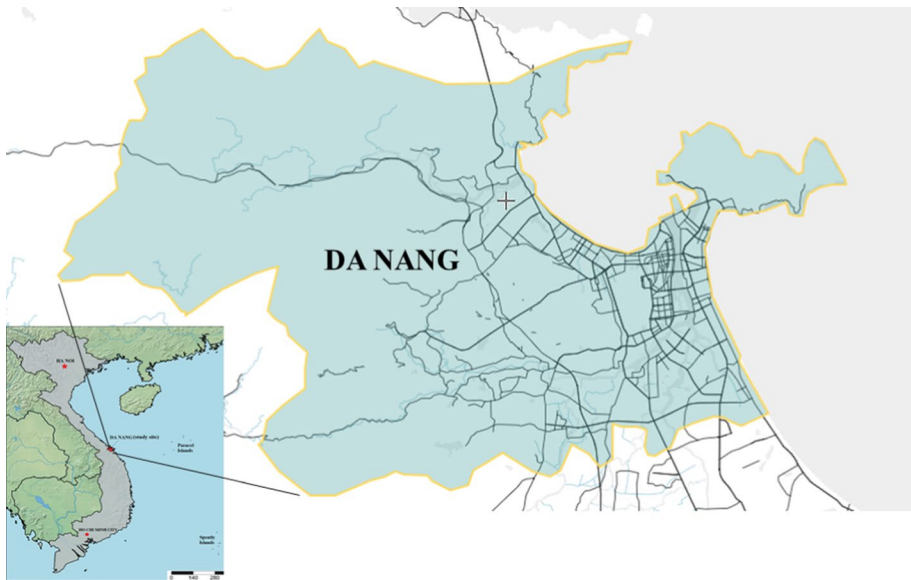 DA NANG
HA NOI
DA NANG (study site)
Paracel
Islands
HO CHI MINH CITY
Spratly
Islands
0 140 280